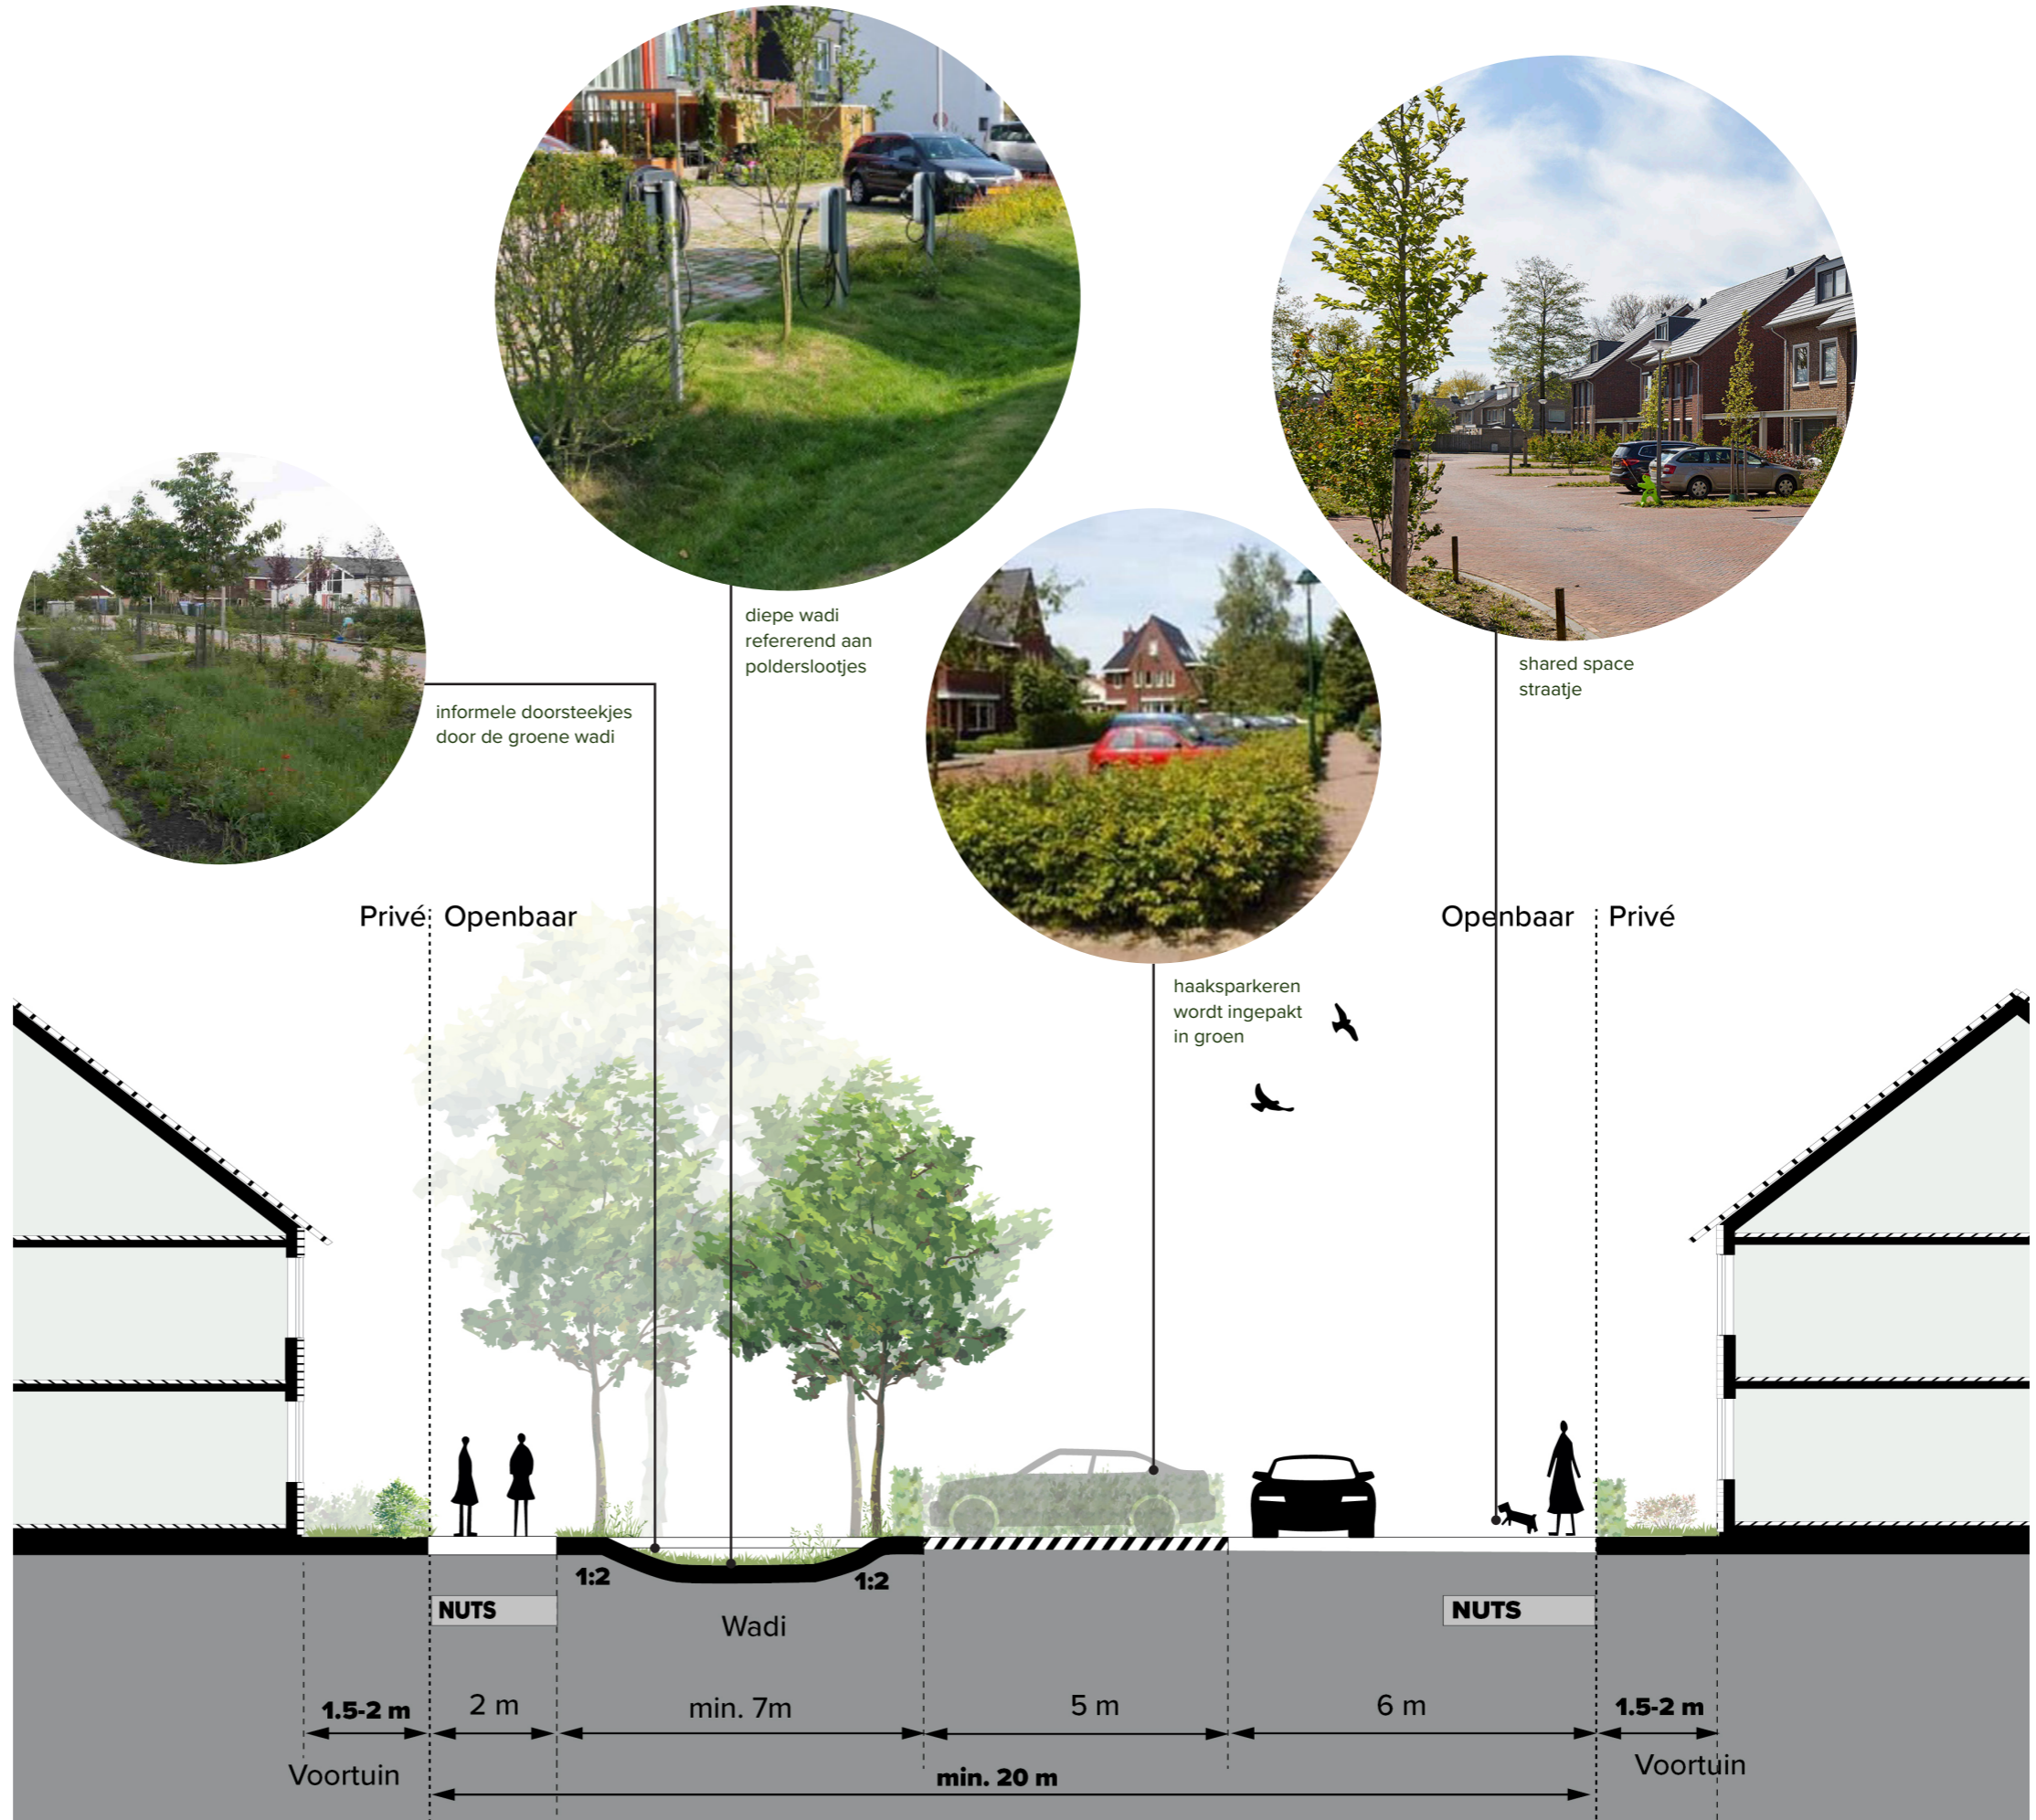 diepe wadi
refererend aan
polderslootjes
shared space
straatje
informele doorsteekjes
door de groene wadi
Privé
Openbaar
Openbaar
Privé
haaksparkeren
wordt ingepakt
in groen
1:2
1:2
NUTS
NUTS
Wadi
1.5-2 m
2 m
min. 7m
5 m
6 m
1.5-2 m
Voortuin
Voortuin
min. 20 m